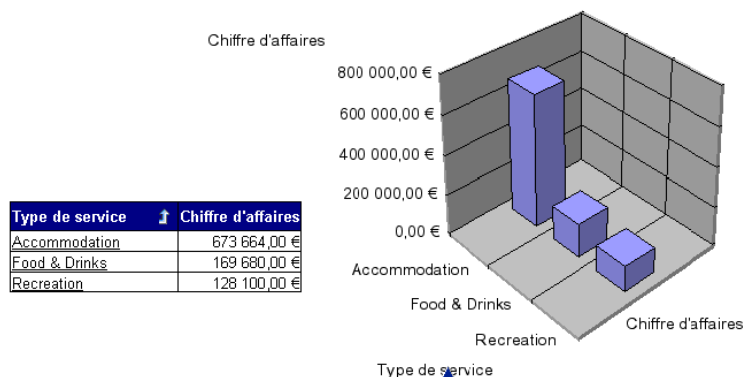 Chiffre d'affaires
800 000,00 €
600 000,00 €
400 000,00 €
200 000,00 €
0,00 €
Type de service Chiffre d'affaires
Accommodation 673 664,00 €
Food & Drinks 169 680,00 €
Recreation 128 100,00 €
Accommodation
Food & Drinks
Recreation
Chiffre d'affaires
Type de service